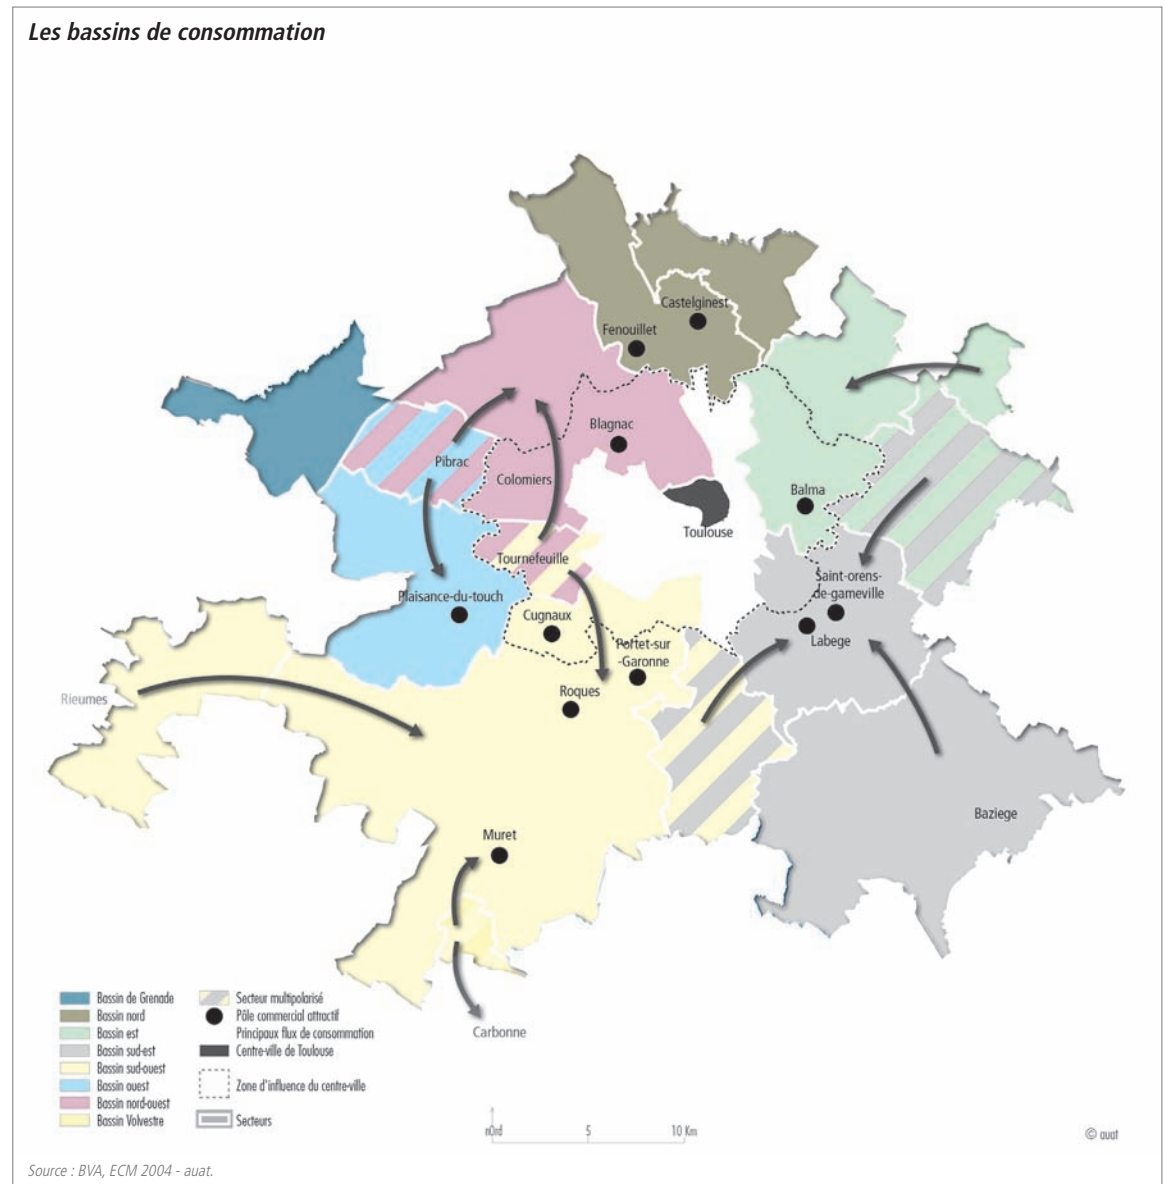 Les bassins de consommation
Castelginest
Fenouillet
Blagnac
Pibrac
Colomiers
Balma
Toulouse
Tournefeuille
Saint-orens-
de-gameville
Plaisance-du-touch
Cugnaux
Labege
Portet-sur
-Garonne
Rieumes
Roques
Baziege
Muret
Carbonne
Bassin de Grenade
Bassin nord
Bassin est
Bassin sud-est
Bassin sud-ouest
Bassin ouest
Bassin nord-ouest
Bassin Volvestre
Secteur multipolarisé
Pôle commercial attractif
Principaux flux de consommation
Centre-ville de Toulouse
Zone d'influence du centre-ville
Secteurs
nOrd 5 10 Km
© auat
Source : BVA, ECM 2004 - auat.